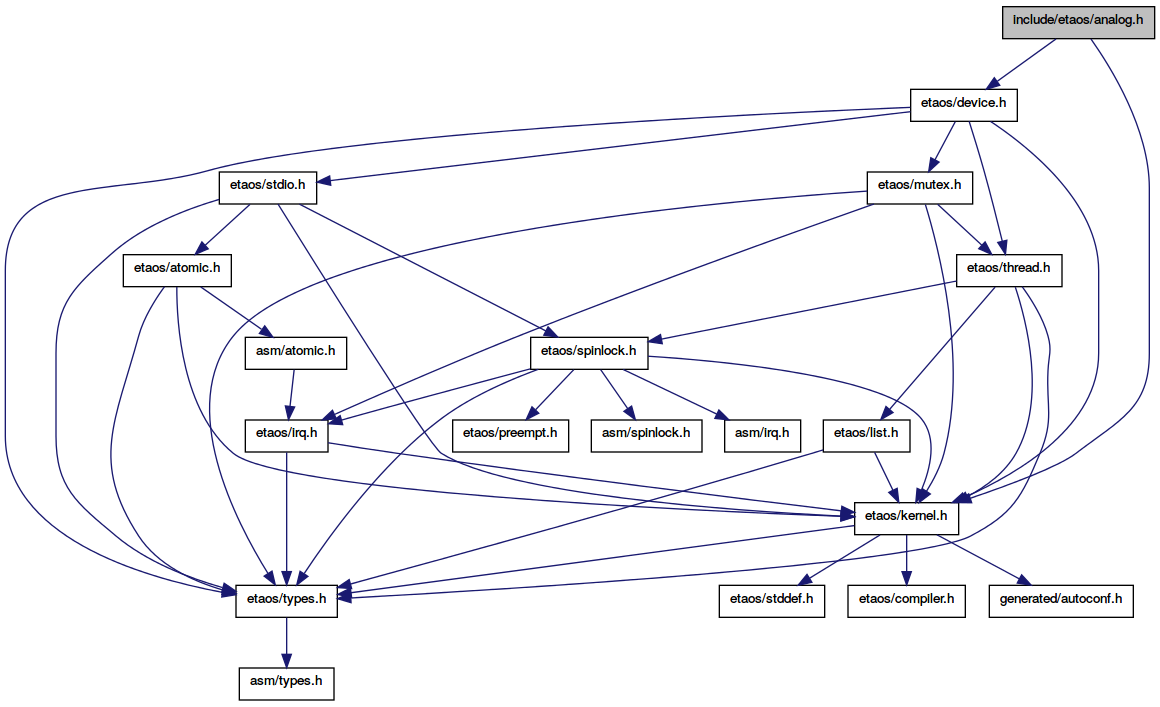 include/etaos/analog.h
etaos/device.h
etaos/stdio.h
etaos/mutex.h
etaos/atomic.h
etaos/thread.h
asm/atomic.h
etaos/spinlock.h
etaos/irq.h
etaos/preempt.h
asm/spinlock.h
asm/irq.h
etaos/list.h
etaos/kernel.h
etaos/types.h
etaos/stddef.h
etaos/compiler.h
generated/autoconf.h
asm/types.h